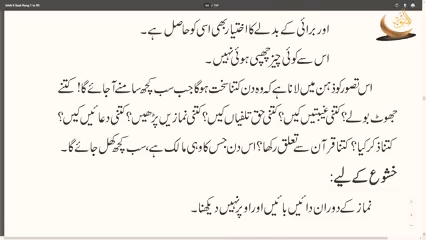 اور برائی کے بدلے کا اختیار بھی اسی کو حاصل ہے۔
اس سے کوئی چیز چھپی ہوئی نہیں۔
اس تصور کو ذہن میں لانا ہے کہ وہ دن کتنا سخت ہوگا جب سب کچھ سامنے آ جائے گا! کتنے
جھوٹ بولے؟ کتنی غیبتیں کیں؟ کتنی حق تلفیاں کیں؟ کتنی نمازیں پڑھیں؟ کتنی دعائیں کیں؟
کتنا ذکر کیا؟ کتنا قرآن سے تعلق رکھا؟ اس دن جس کا وہی مالک ہے، سب کچھ کھل جائے گا۔
خشوع کے لیے:
نماز کے دوران دائیں بائیں اور اوپر نہیں دیکھنا۔